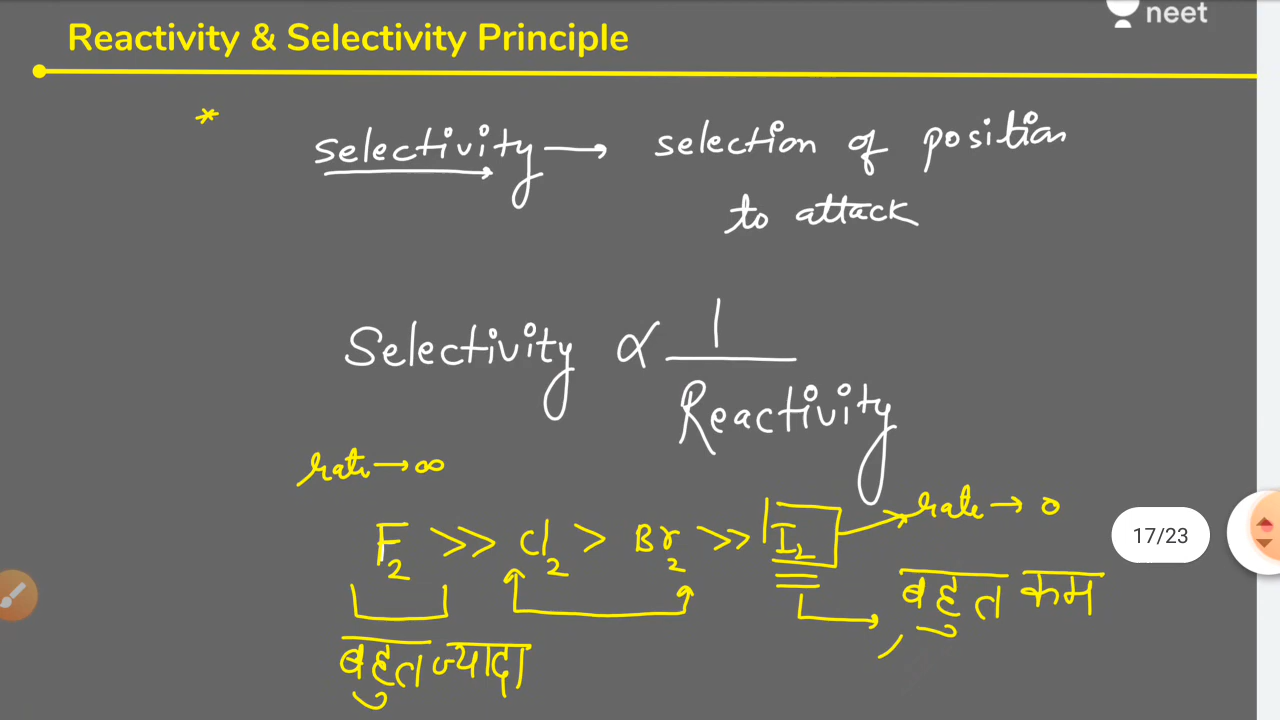 neet
Reactivity & Selectivity Principle
* selectivity → selection of position
to attack
Selectivity ∝ 1
Reactivity
rate → ∞
F₂ >> Cl₂ > Br₂ >> I₂ → rate → 0
17/23
बहुत कम
बहुत ज्यादा